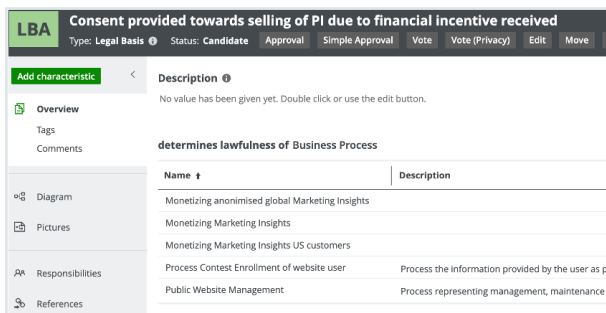 LBA
Consent provided towards selling of PI due to financial incentive received
Type: Legal Basis Status: Candidate Approval Simple Approval Vote Vote (Privacy) Edit Move
Add characteristic
Description
No value has been given yet. Double click or use the edit button.
Overview
Tags
Comments
determines lawfulness of Business Process
Name Description
Monetizing anonimised global Marketing Insights
Monetizing Marketing Insights
Monetizing Marketing Insights US customers
Process Contest Enrollment of website user Process the information provided by the user as p
Public Website Management Process representing management, maintenance
Diagram
Pictures
Responsibilities
References